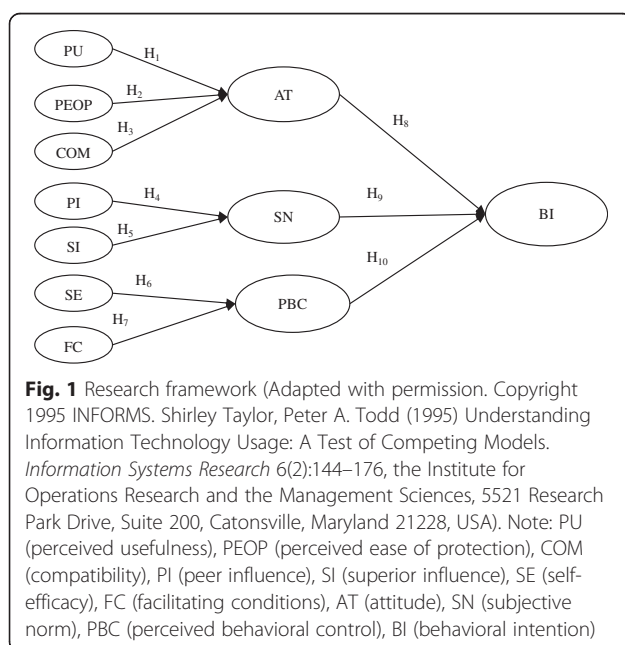 PU
H₁
PEOP
H₂
AT
H₃
H₈
COM
PI
H₄
SN
H₉
BI
SI
H₅
H₁₀
SE
H₆
PBC
H₇
FC
Fig. 1 Research framework (Adapted with permission. Copyright
1995 INFORMS. Shirley Taylor, Peter A. Todd (1995) Understanding
Information Technology Usage: A Test of Competing Models.
Information Systems Research 6(2):144–176, the Institute for
Operations Research and the Management Sciences, 5521 Research
Park Drive, Suite 200, Catonsville, Maryland 21228, USA). Note: PU
(perceived usefulness), PEOP (perceived ease of protection), COM
(compatibility), PI (peer influence), SI (superior influence), SE (self-
efficacy), FC (facilitating conditions), AT (attitude), SN (subjective
norm), PBC (perceived behavioral control), BI (behavioral intention)